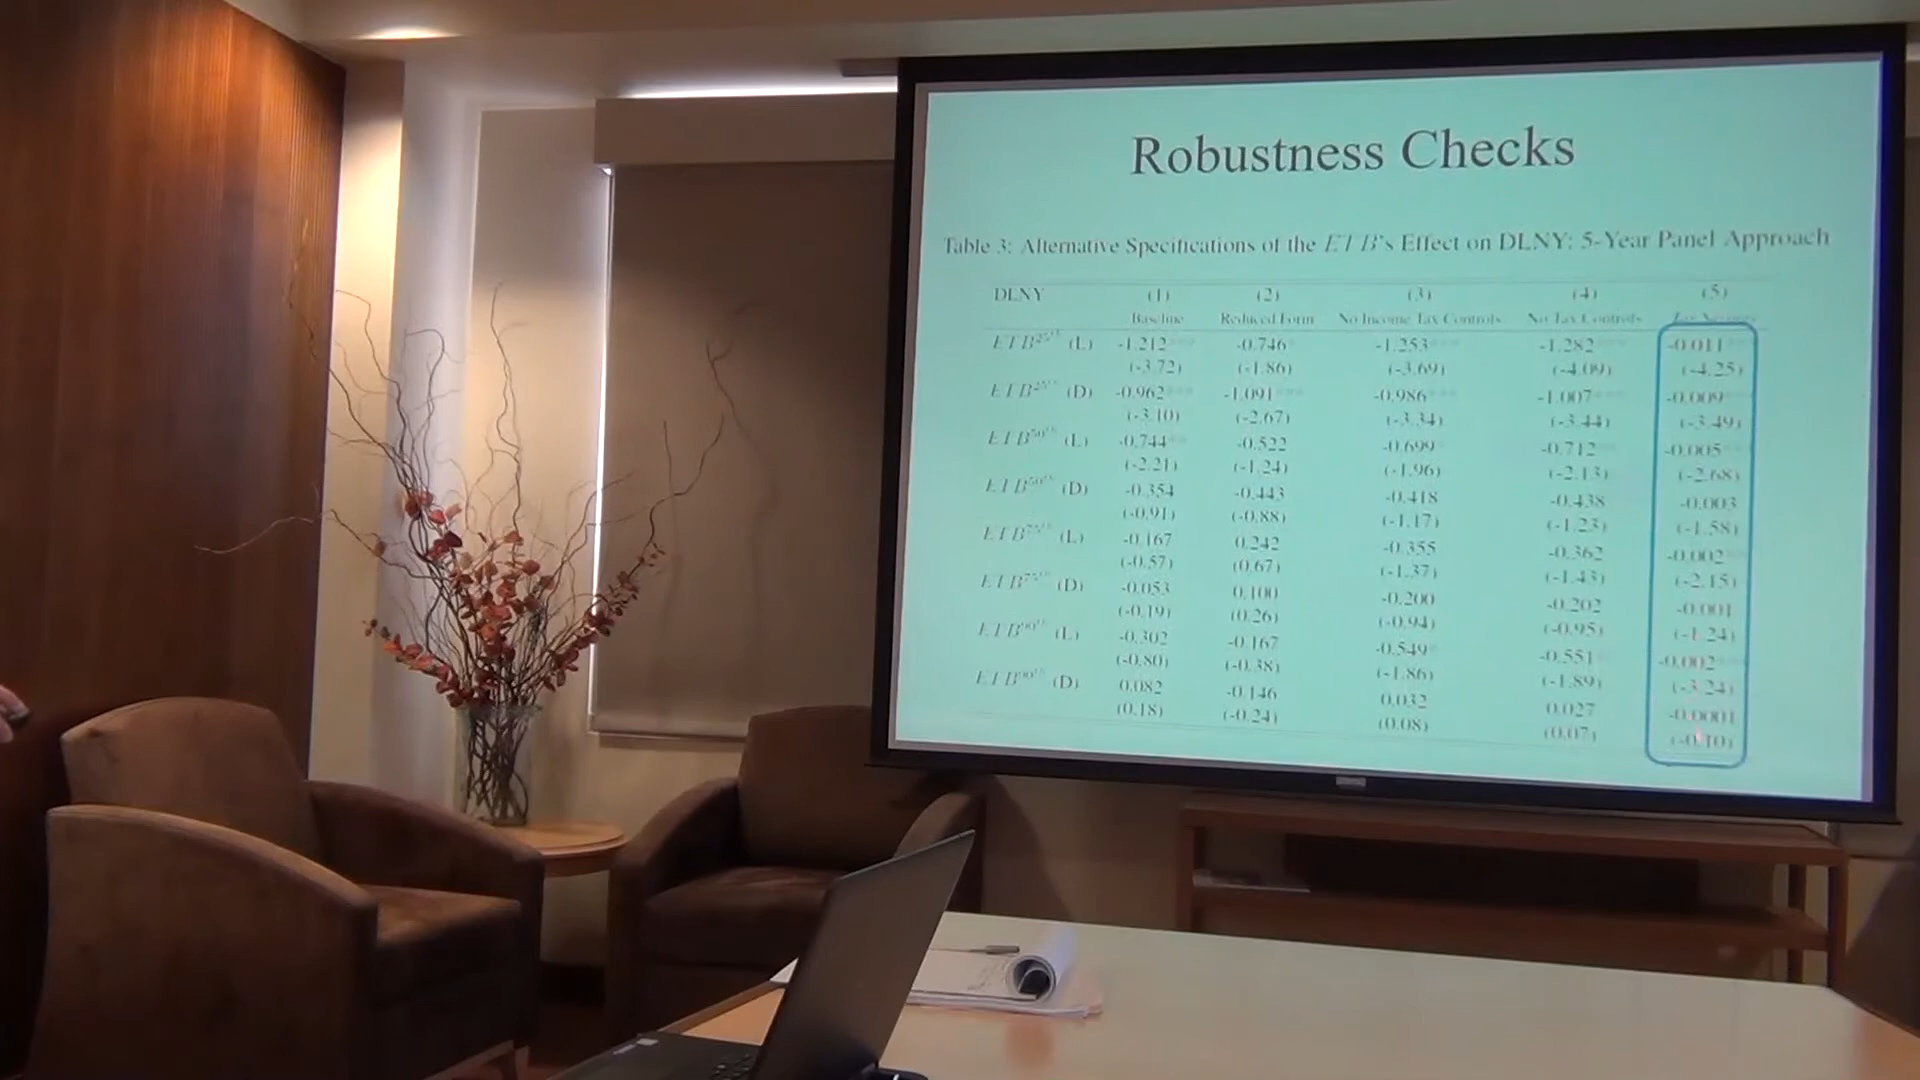 Robustness Checks
Table 3: Alternative Specifications of the ETB's Effect on DLNY: 5-Year Panel Approach
DLNY (1) (2) (3) (4) (5)
Baseline Reduced Form No Income Tax Controls No Tax Controls
ETB25th (L) -1.212*** -0.746* -1.253*** -1.282*** -0.011***
(-3.72) (-1.86) (-3.69) (-4.09) (-4.25)
ETB25th (D) -0.962*** -1.091*** -0.986*** -1.007*** -0.009***
(-3.10) (-2.67) (-3.34) (-3.44) (-3.49)
ETB50th (L) -0.744** -0.522 -0.699* -0.712** -0.005***
(-2.21) (-1.24) (-1.96) (-2.13) (-2.68)
ETB50th (D) -0.354 -0.443 -0.418 -0.438 -0.003
(-0.91) (-0.88) (-1.17) (-1.23) (-1.58)
ETB75th (L) -0.167 0.242 -0.355 -0.362 -0.002**
(-0.57) (0.67) (-1.37) (-1.43) (-2.15)
ETB75th (D) -0.053 0.100 -0.200 -0.202 -0.001
(-0.19) (0.26) (-0.94) (-0.95) (-1.24)
ETB90th (L) -0.302 -0.167 -0.549* -0.551* -0.002***
(-0.80) (-0.38) (-1.86) (-1.89) (-3.24)
ETB90th (D) 0.082 -0.146 0.032 0.027 -0.0001
(0.18) (-0.24) (0.08) (0.07) (-0.10)